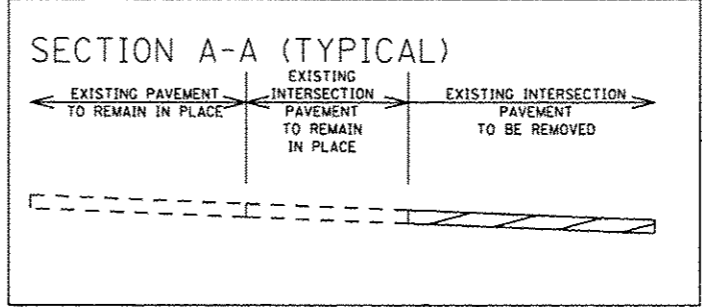 SECTION A-A (TYPICAL)
EXISTING PAVEMENT
TO REMAIN IN PLACE
EXISTING
INTERSECTION
PAVEMENT
TO REMAIN
IN PLACE
EXISTING INTERSECTION
PAVEMENT
TO BE REMOVED